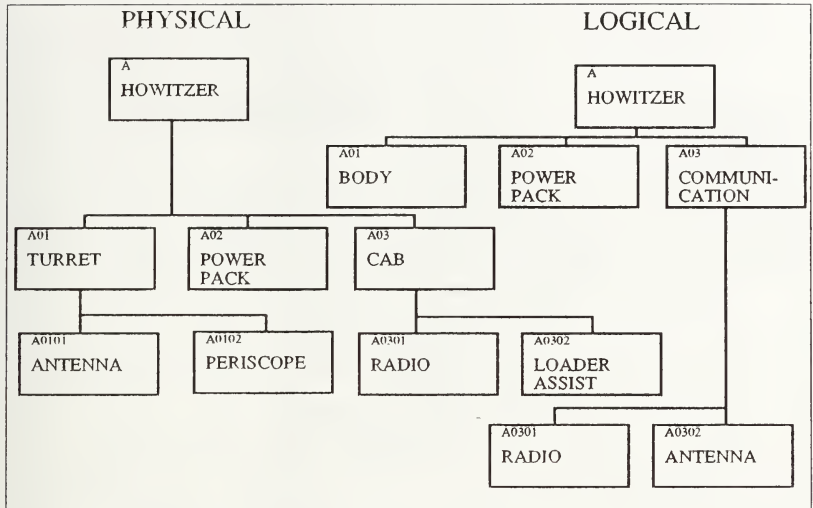 PHYSICAL
LOGICAL
A
HOWITZER
A
HOWITZER
A01
BODY
A02
POWER
PACK
A03
COMMUNI-
CATION
A01
TURRET
A02
POWER
PACK
A03
CAB
A0101
ANTENNA
A0102
PERISCOPE
A0301
RADIO
A0302
LOADER
ASSIST
A0301
RADIO
A0302
ANTENNA